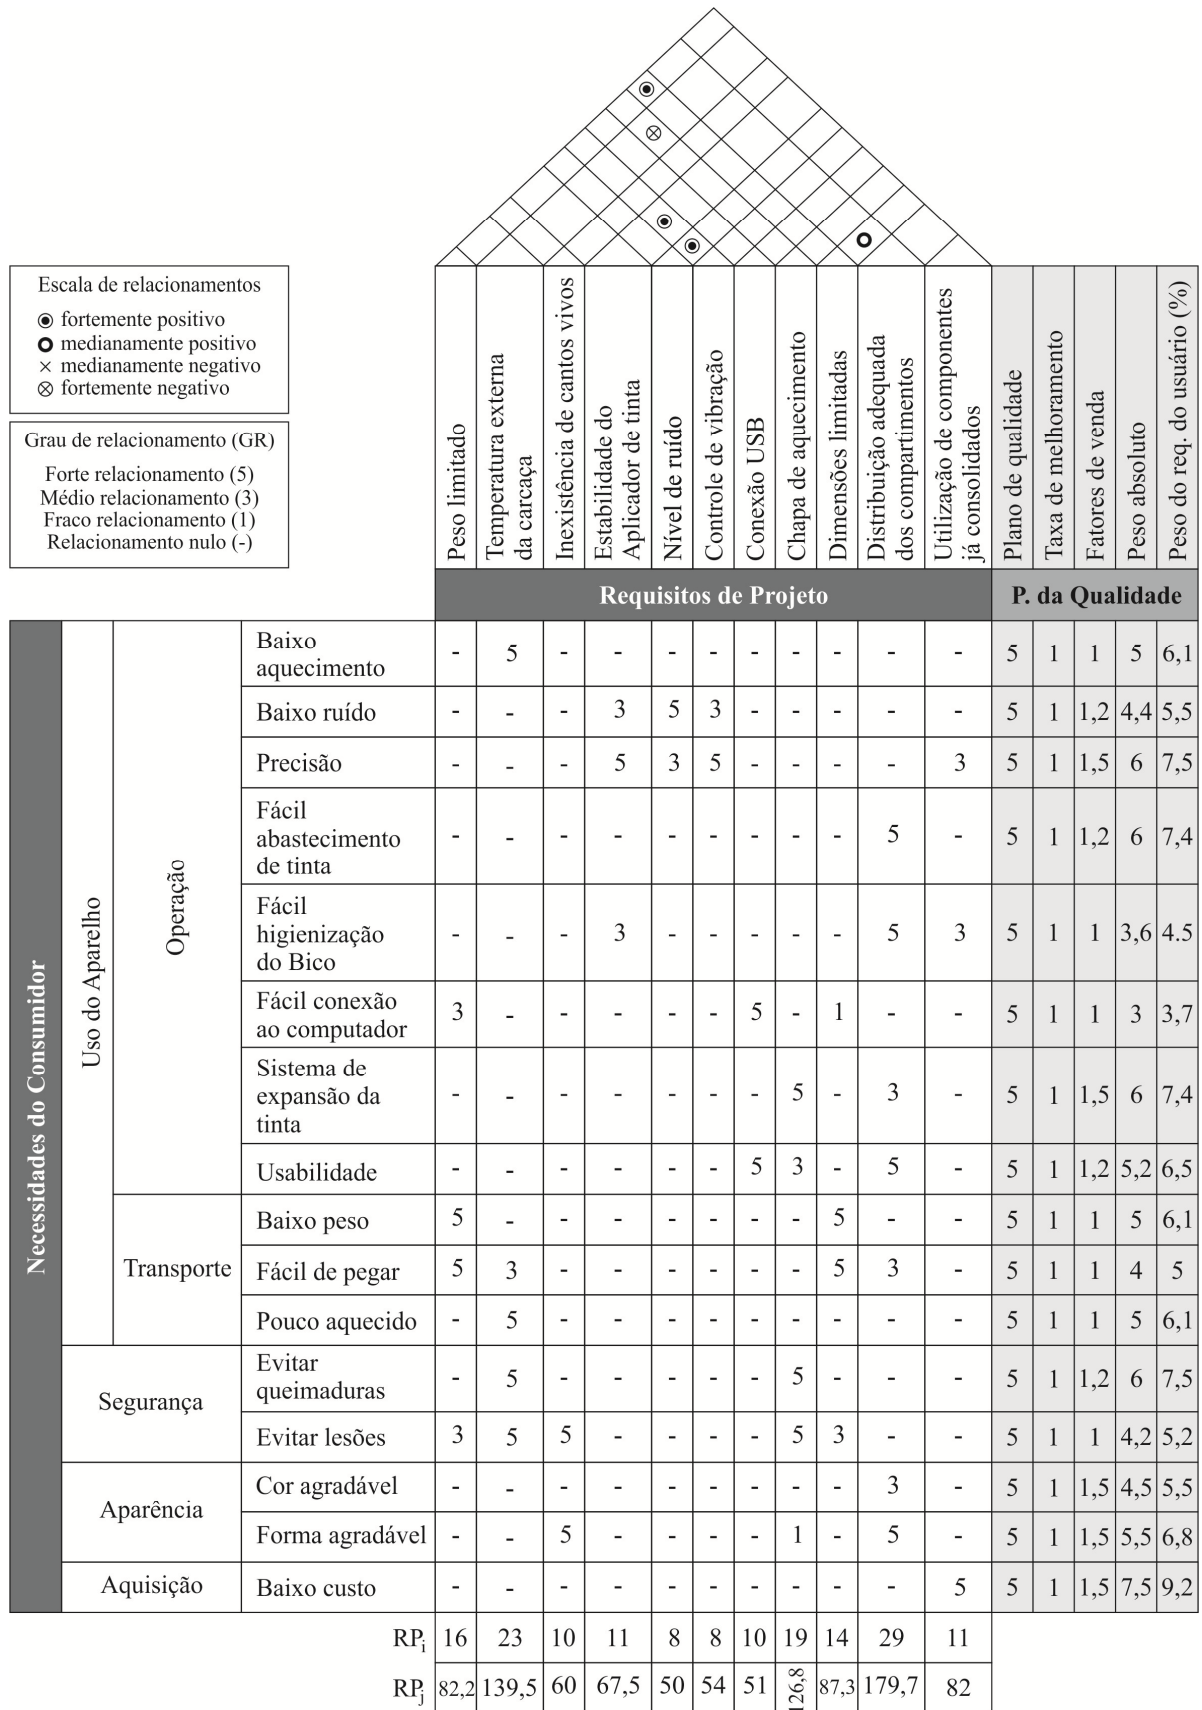 Escala de relacionamentos
fortemente positivo
medianamente positivo
× medianamente negativo
⊗ fortemente negativo
Grau de relacionamento (GR)
Forte relacionamento (5)
Médio relacionamento (3)
Fraco relacionamento (1)
Relacionamento nulo (-)
Peso limitado
Temperatura externa
da carcaça
Inexistência de cantos vivos
Estabilidade do
Aplicador de tinta
Nível de ruído
Controle de vibração
Conexão USB
Chapa de aquecimento
Dimensões limitadas
Distribuição adequada
dos compartimentos
Utilização de componentes
já consolidados
Plano de qualidade
Taxa de melhoramento
Fatores de venda
Peso absoluto
Peso do req. do usuário (%)
Requisitos de Projeto
P. da Qualidade
Necessidades do Consumidor
Uso do Aparelho
Operação
Baixo
aquecimento
- 5 - - - - - - - - - 5 1 1 5 6,1
Baixo ruído
- - - 3 5 3 - - - - - 5 1 1,2 4,4 5,5
Precisão
- - - 5 3 5 - - - - 3 5 1 1,5 6 7,5
Fácil
abastecimento
de tinta
- - - - - - - - - 5 - 5 1 1,2 6 7,4
Fácil
higienização
do Bico
- - - 3 - - - - - 5 3 5 1 1 3,6 4.5
Fácil conexão
ao computador
3 - - - - - 5 - 1 - - 5 1 1 3 3,7
Sistema de
expansão da
tinta
- - - - - - - 5 - 3 - 5 1 1,5 6 7,4
Usabilidade
- - - - - - 5 3 - 5 - 5 1 1,2 5,2 6,5
Transporte
Baixo peso
5 - - - - - - - 5 - - 5 1 1 5 6,1
Fácil de pegar
5 3 - - - - - - 5 3 - 5 1 1 4 5
Pouco aquecido
- 5 - - - - - - - - - 5 1 1 5 6,1
Segurança
Evitar
queimaduras
- 5 - - - - - 5 - - - 5 1 1,2 6 7,5
Evitar lesões
3 5 5 - - - - 5 3 - - 5 1 1 4,2 5,2
Aparência
Cor agradável
- - - - - - - - - 3 - 5 1 1,5 4,5 5,5
Forma agradável
- - 5 - - - - 1 - 5 - 5 1 1,5 5,5 6,8
Aquisição
Baixo custo
- - - - - - - - - - 5 5 1 1,5 7,5 9,2
RPi 16 23 10 11 8 8 10 19 14 29 11
RPj 82,2 139,5 60 67,5 50 54 51 126,8 87,3 179,7 82